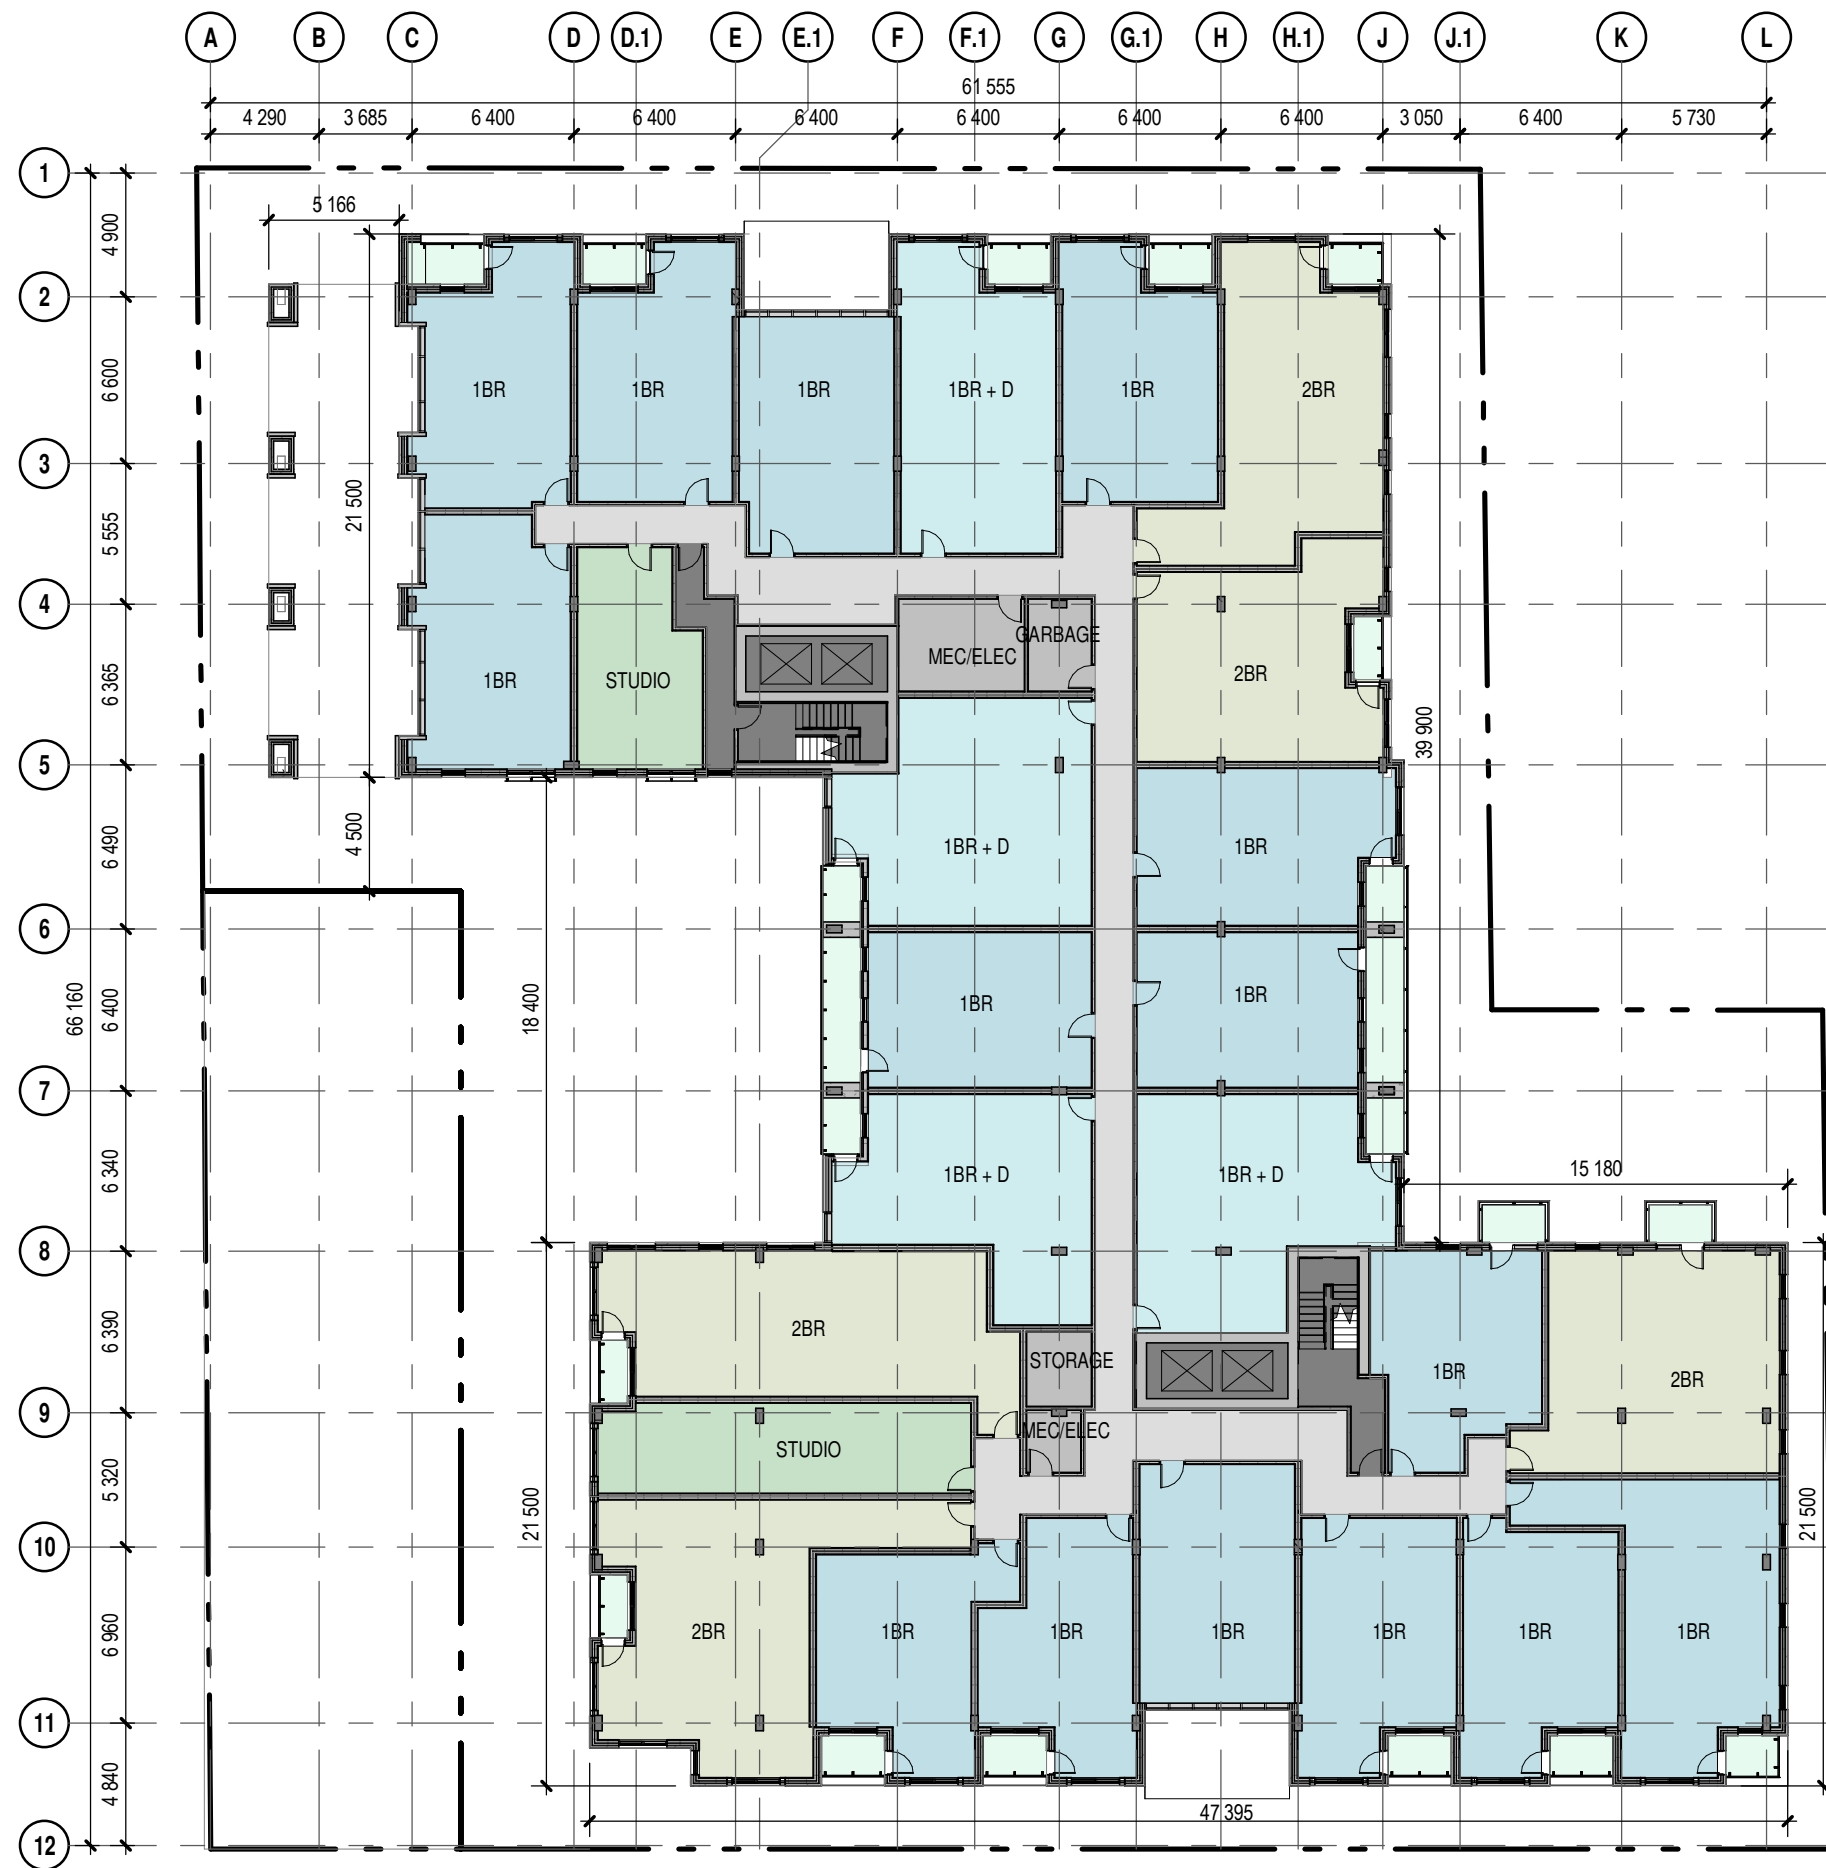 A B C D D.1 E E.1 F F.1 G G.1 H H.1 J J.1 K L
61 555
4 290 3 685 6 400 6 400 6 400 6 400 6 400 6 400 3 050 6 400 5 730
1
5 166
4 900
2
6 600
1BR 1BR 1BR 1BR + D 1BR 2BR
3
21 500
5 555
4
GARBAGE
MEC/ELEC
6 365
1BR STUDIO 2BR
39 900
5
4 500
6 490
1BR + D 1BR
6
66 160
6 400
18 400
1BR 1BR
7
6 340
1BR + D 1BR + D
15 180
8
6 390
2BR
STORAGE
1BR
2BR
9
MEC/ELEC
STUDIO
5 320
21 500
21 500
10
6 960
2BR 1BR 1BR 1BR 1BR 1BR 1BR
11
4 840
47 395
12